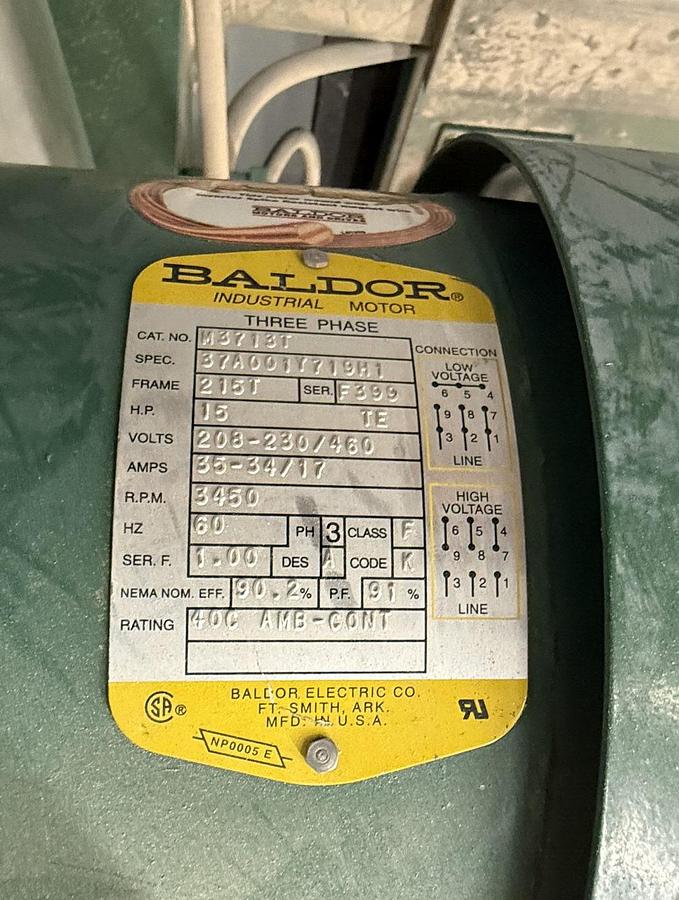 BALDOR
BALDOR®
INDUSTRIAL MOTOR
THREE PHASE
CAT. NO. M3713T
SPEC. 37A001Y719H1
FRAME 215T SER. F399
H.P. 15 TE
VOLTS 208-230/460
AMPS 35-34/17
R.P.M. 3450
HZ 60 PH 3 CLASS F
SER. F. 1.00 DES A CODE K
NEMA NOM. EFF. 90.2% P.F. 91 %
RATING 40C AMB-CONT
CONNECTION
LOW
VOLTAGE
6 5 4
9 8 7
3 2 1
LINE
HIGH
VOLTAGE
6 5 4
9 8 7
3 2 1
LINE
SA®
BALDOR ELECTRIC CO.
FT. SMITH, ARK.
MFD. IN U.S.A.
RU
NP0005 E